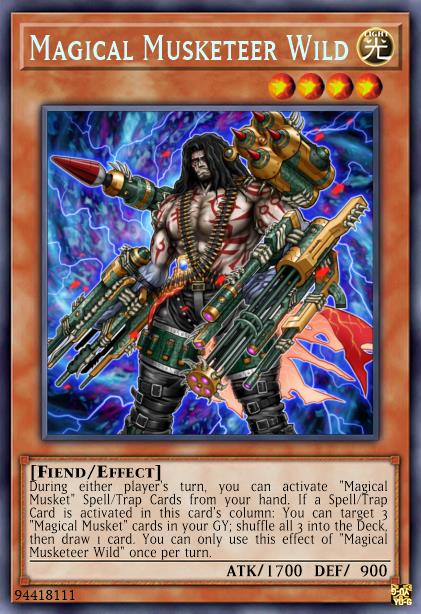 MAGICAL MUSKETEER WILD
LIGHT
光
[FIEND/EFFECT]
During either player's turn, you can activate "Magical
Musket" Spell/Trap Cards from your hand. If a Spell/Trap
Card is activated in this card's column: You can target 3
"Magical Musket" cards in your GY; shuffle all 3 into the Deck,
then draw 1 card. You can only use this effect of "Magical
Musketeer Wild" once per turn.
ATK/1700 DEF/ 900
94418111